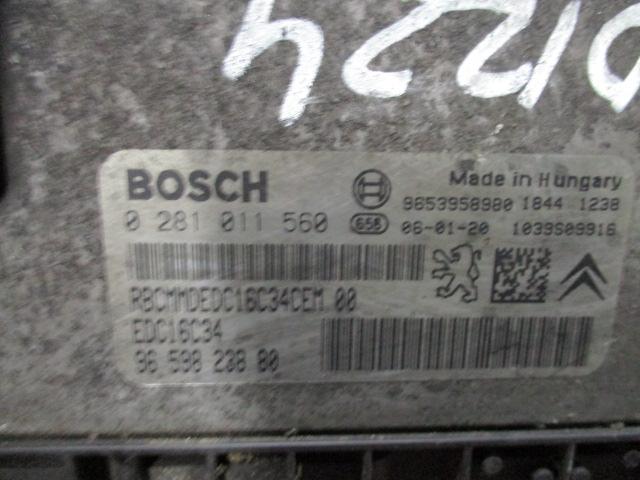 BOSCH
Made in Hungary
0 281 011 560
658
9653958980 1844 1238
06-01-20 1039S09916
RBCMMDEDC16C34CEM 00
EDC16C34
96 598 238 80